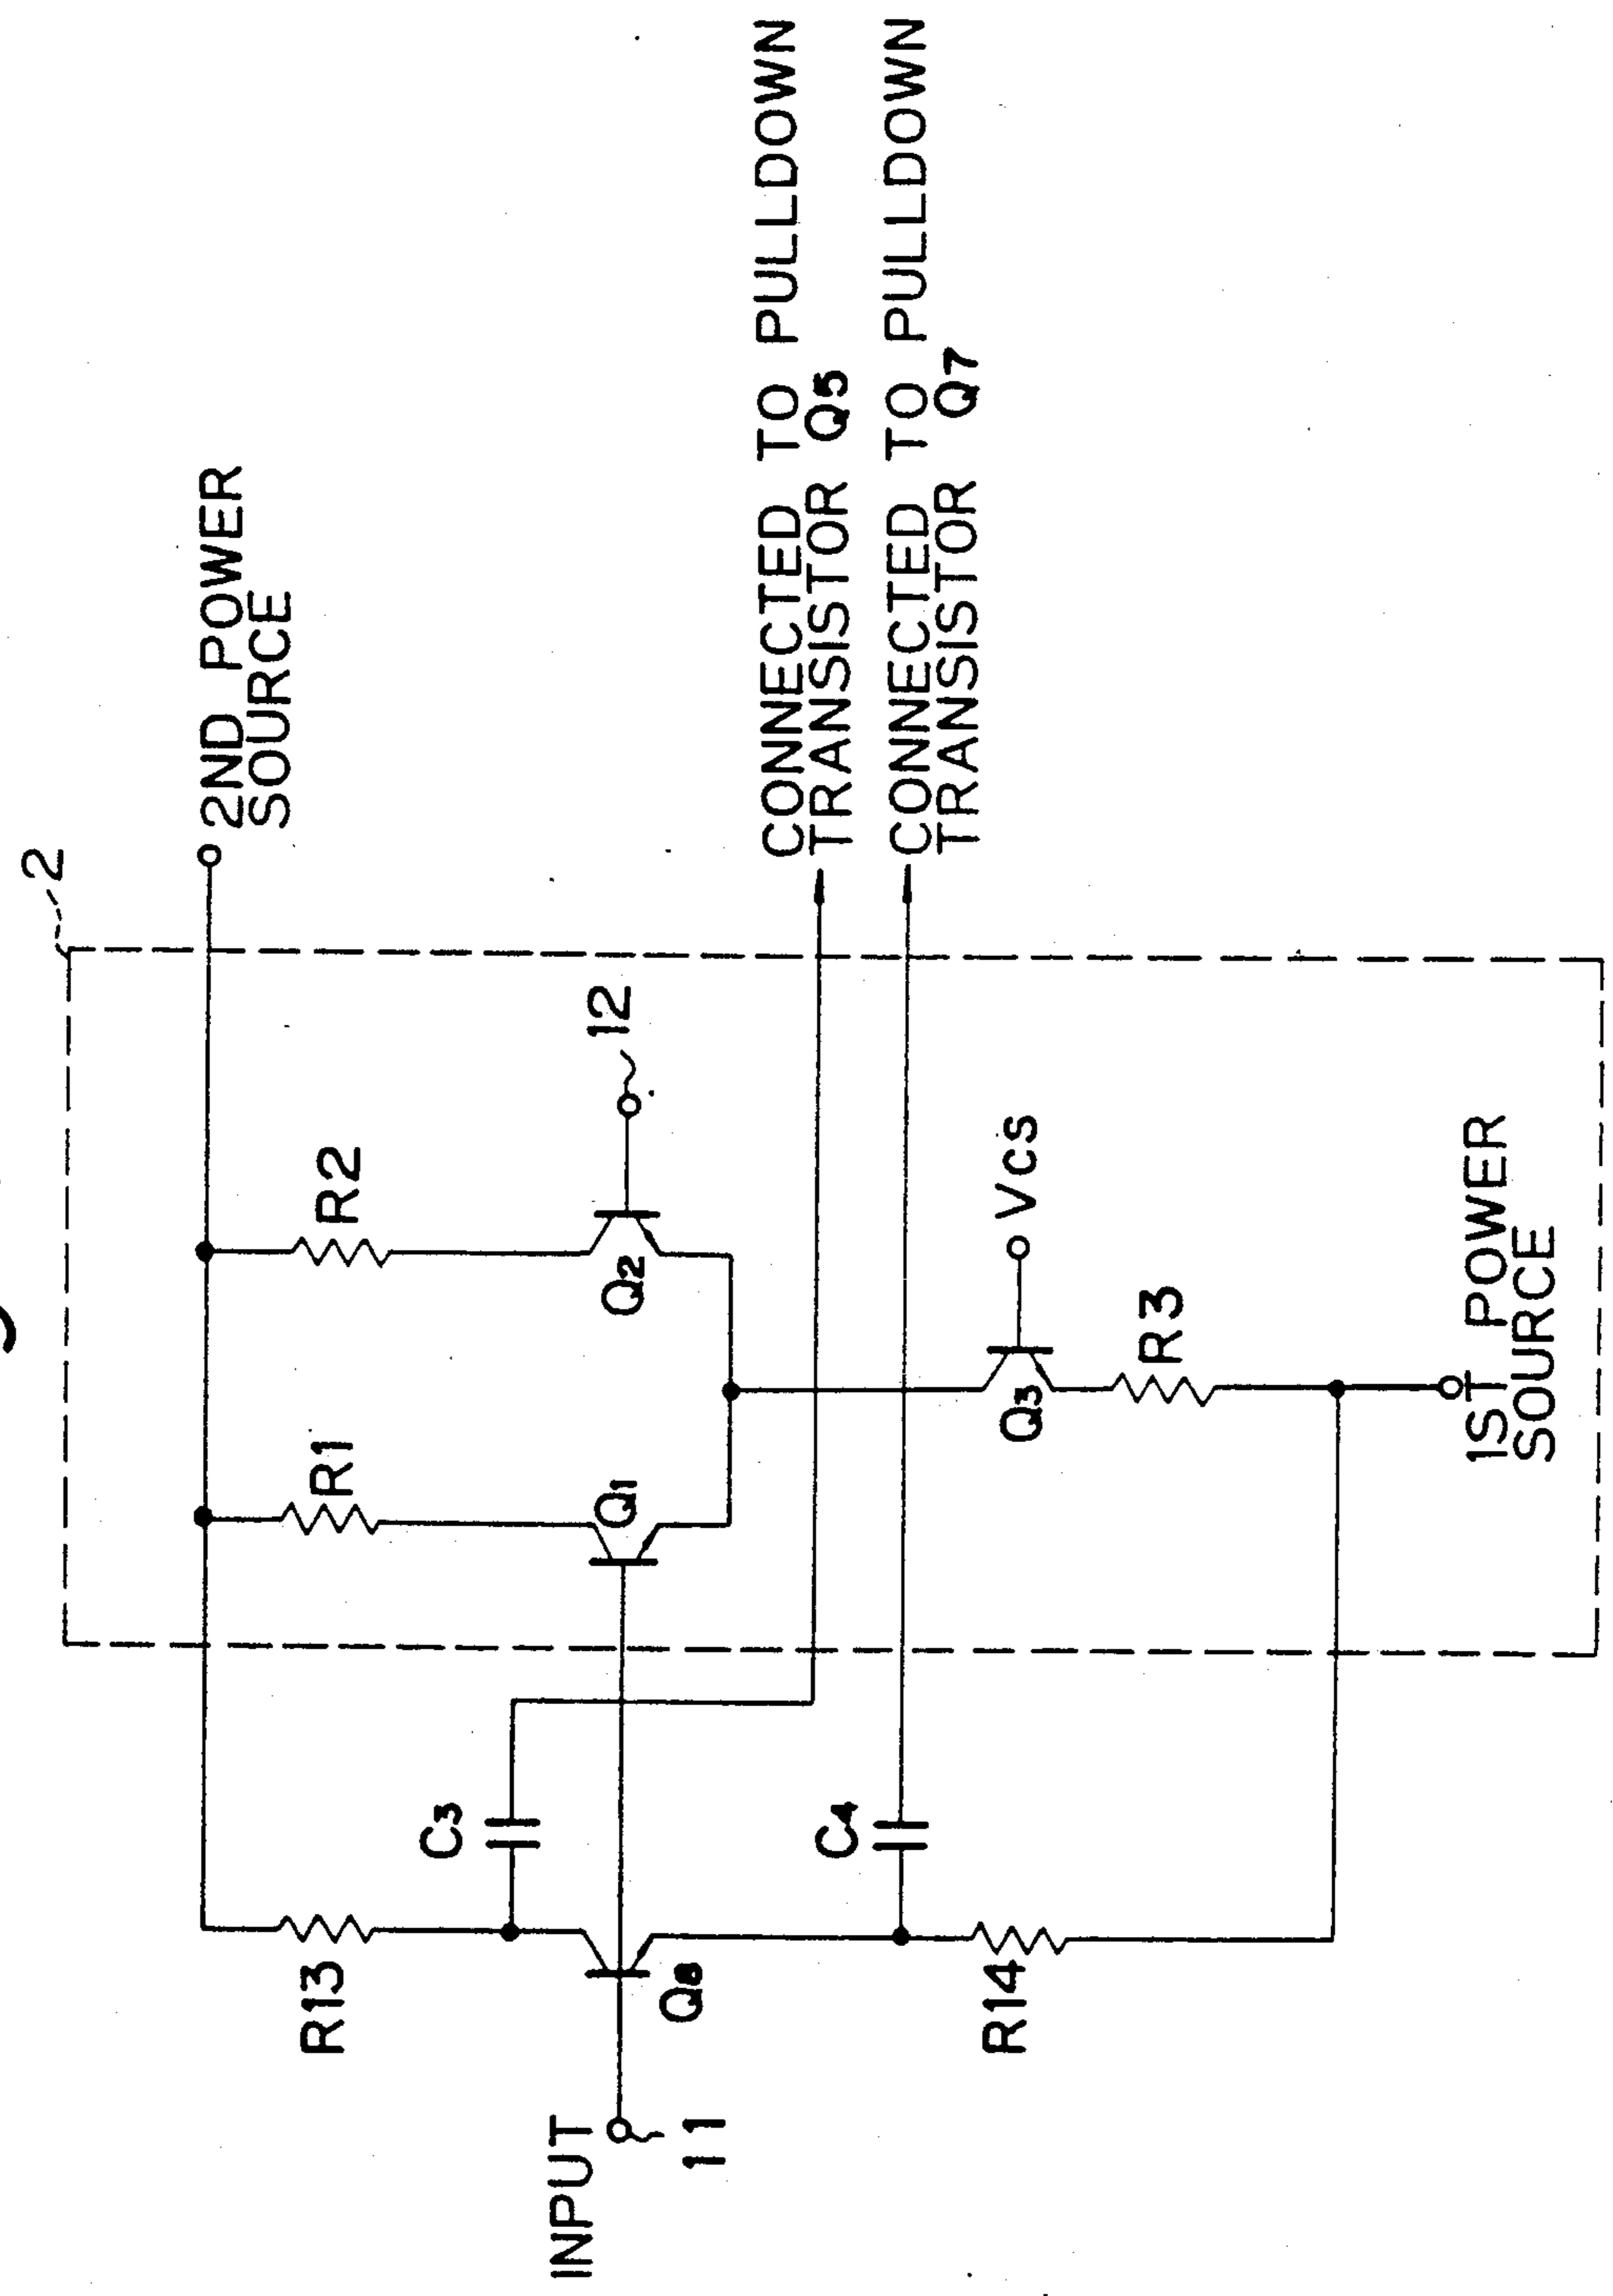 2
2ND POWER
SOURCE
R13
R1
R2
C3
INPUT
11
Q8
Q1
Q2
12
CONNECTED TO PULLDOWN
TRANSISTOR Q5
C4
CONNECTED TO PULLDOWN
TRANSISTOR Q7
Q3
Vcs
R14
R3
1ST POWER
SOURCE